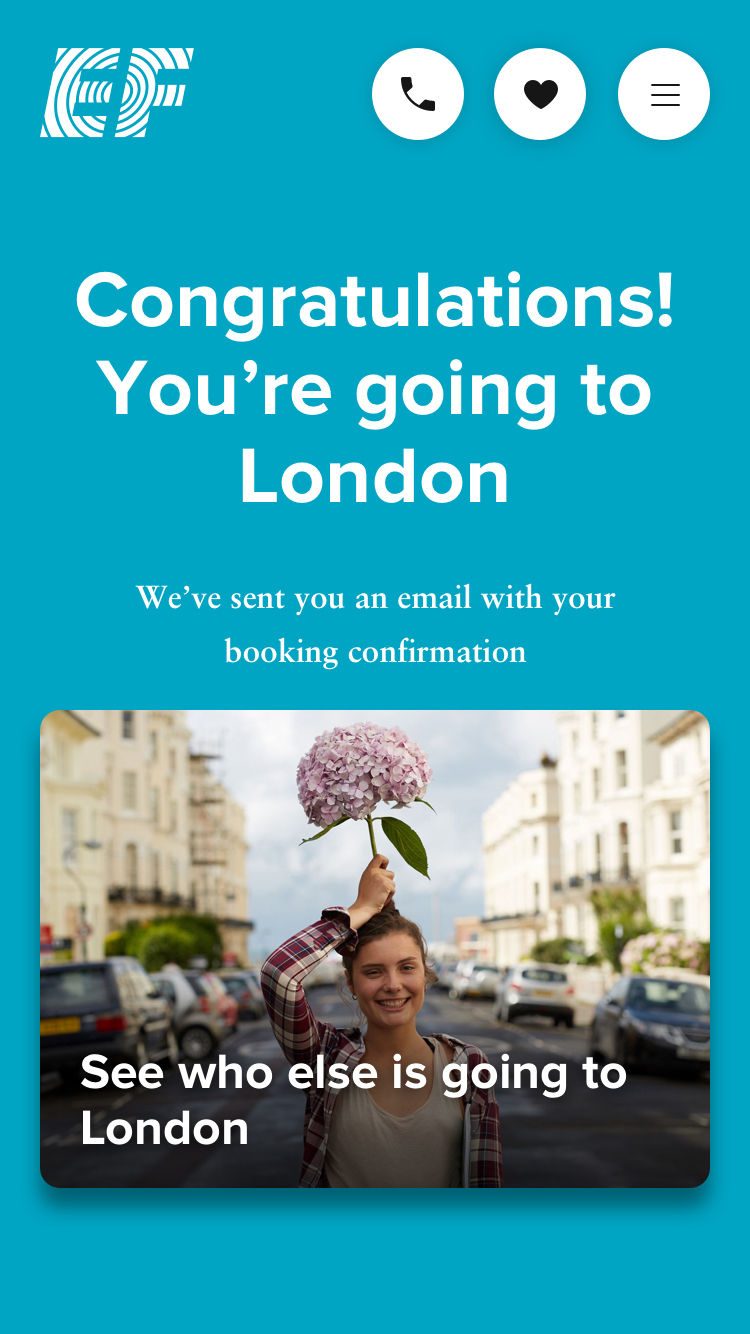 EF
Congratulations!
You’re going to
London
We’ve sent you an email with your
booking confirmation
See who else is going to
London